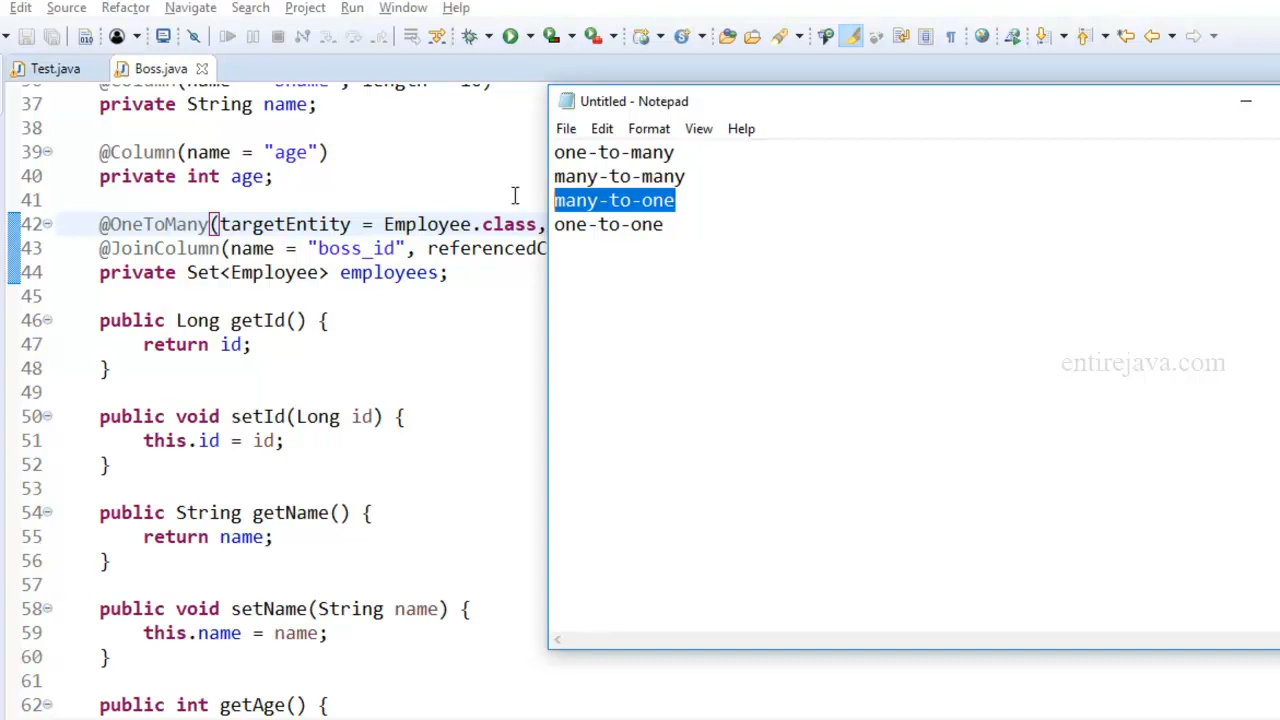 Edit Source Refactor Navigate Search Project Run Window Help
Test.java Boss.java
37 private String name;
38
39 @Column(name = "age")
40 private int age;
41
42 @OneToMany(targetEntity = Employee.class,
43 @JoinColumn(name = "boss_id", referencedC
44 private Set<Employee> employees;
45
46 public Long getId() {
47 return id;
48 }
49
50 public void setId(Long id) {
51 this.id = id;
52 }
53
54 public String getName() {
55 return name;
56 }
57
58 public void setName(String name) {
59 this.name = name;
60 }
61
62 public int getAge() {
Untitled - Notepad
File Edit Format View Help
one-to-many
many-to-many
many-to-one
one-to-one
entirejava.com